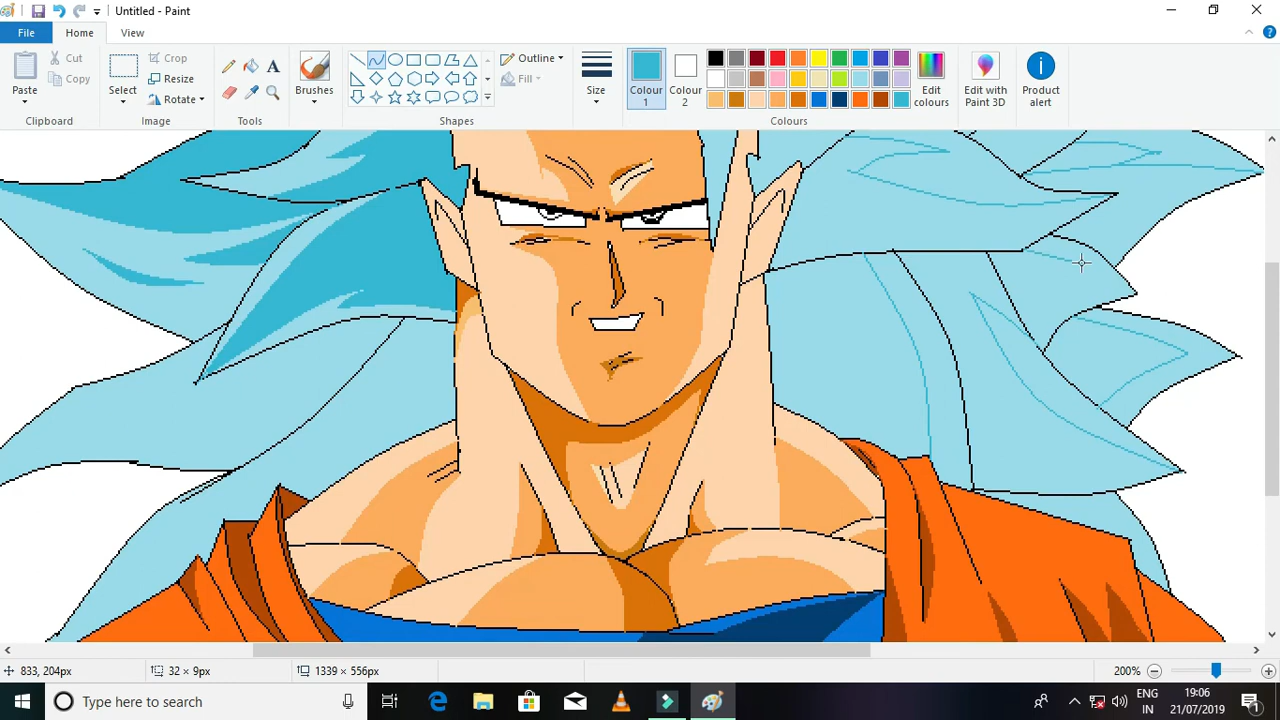 Untitled - Paint
File Home View
Paste
Cut
Copy
Clipboard
Select
Crop
Resize
Rotate
Image
A
Tools
Brushes
Outline
Fill
Shapes
Size
Colour 1
Colour 2
Edit colours
Colours
Edit with Paint 3D
Product alert
833, 204px 32 × 9px 1339 × 556px 200%
Type here to search
ENG
IN
19:06
21/07/2019
1